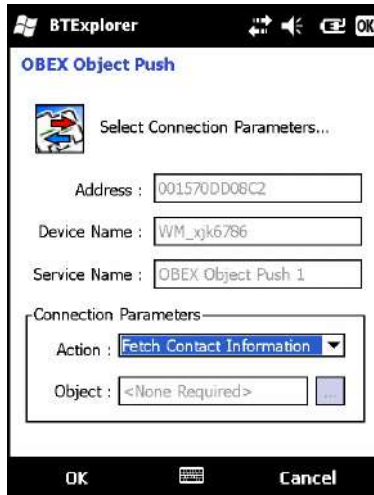 BTExplorer OK
OBEX Object Push
Select Connection Parameters...
Address : 001570DD08C2
Device Name : WM_xjk6786
Service Name : OBEX Object Push 1
Connection Parameters
Action : Fetch Contact Information
Object : <None Required> ...
OK Cancel